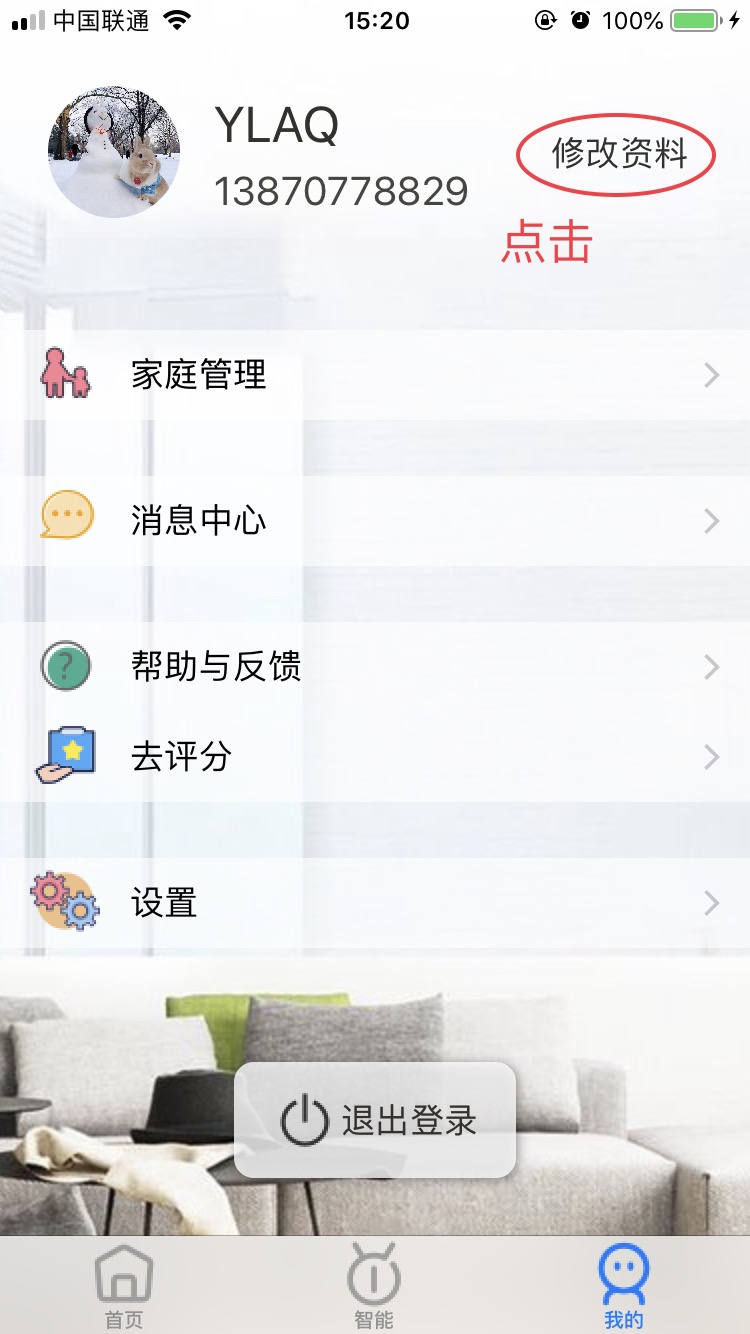 中国联通 15:20 100%
YLAQ
修改资料
13870778829
点击
家庭管理
消息中心
帮助与反馈
去评分
设置
退出登录
首页 智能 我的